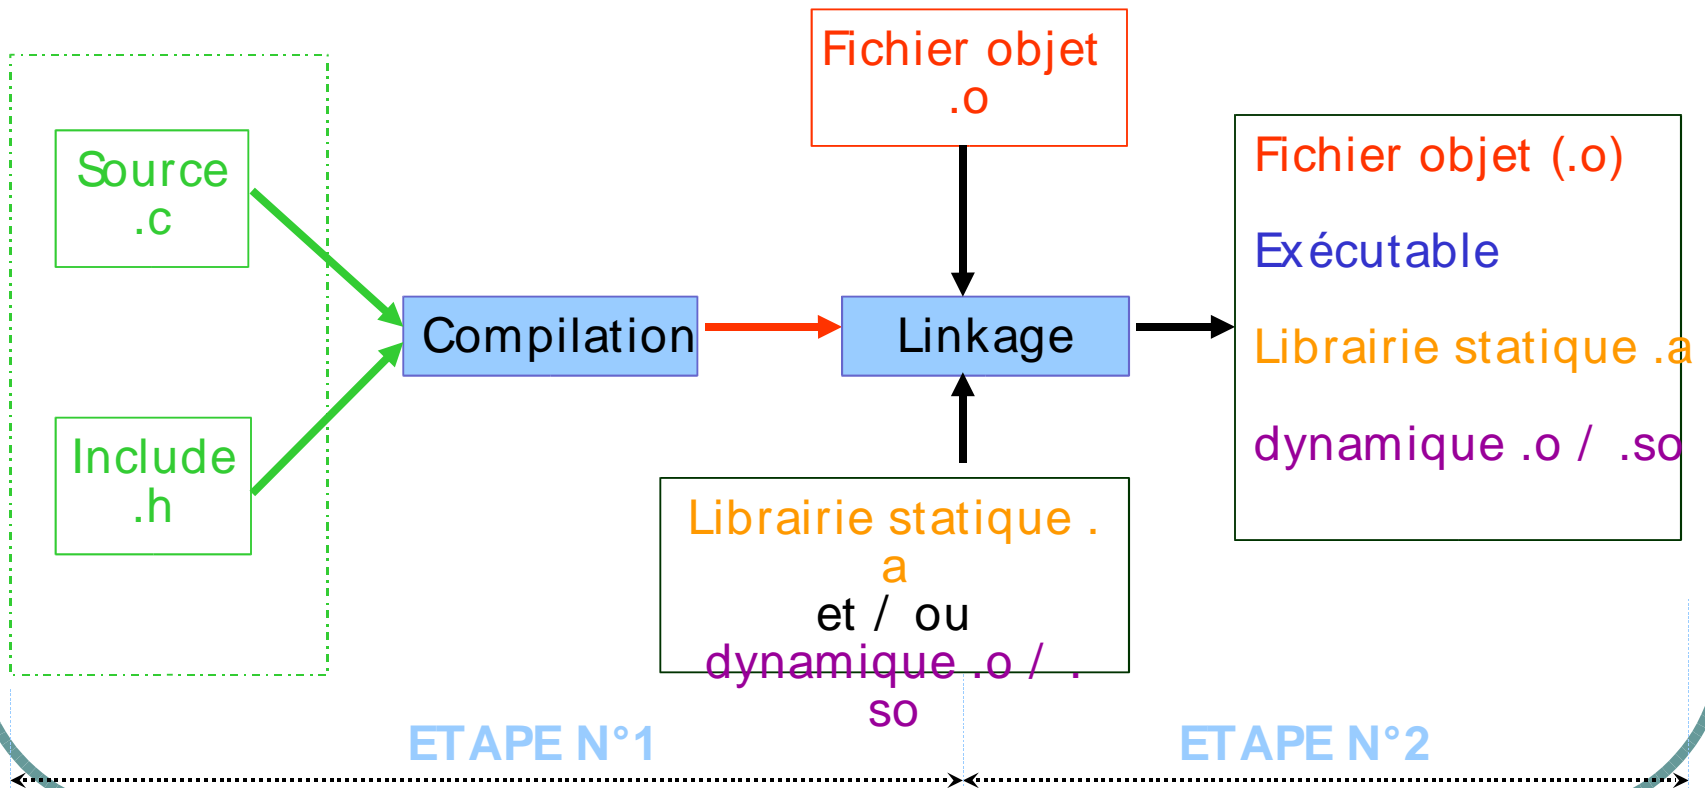 Source
.c
Include
.h
Compilation
Fichier objet
.o
Linkage
Librairie statique .
a
et / ou
dynamique .o / .
so
Fichier objet (.o)
Exécutable
Librairie statique .a
dynamique .o / .so
ETAPE N°1
ETAPE N°2